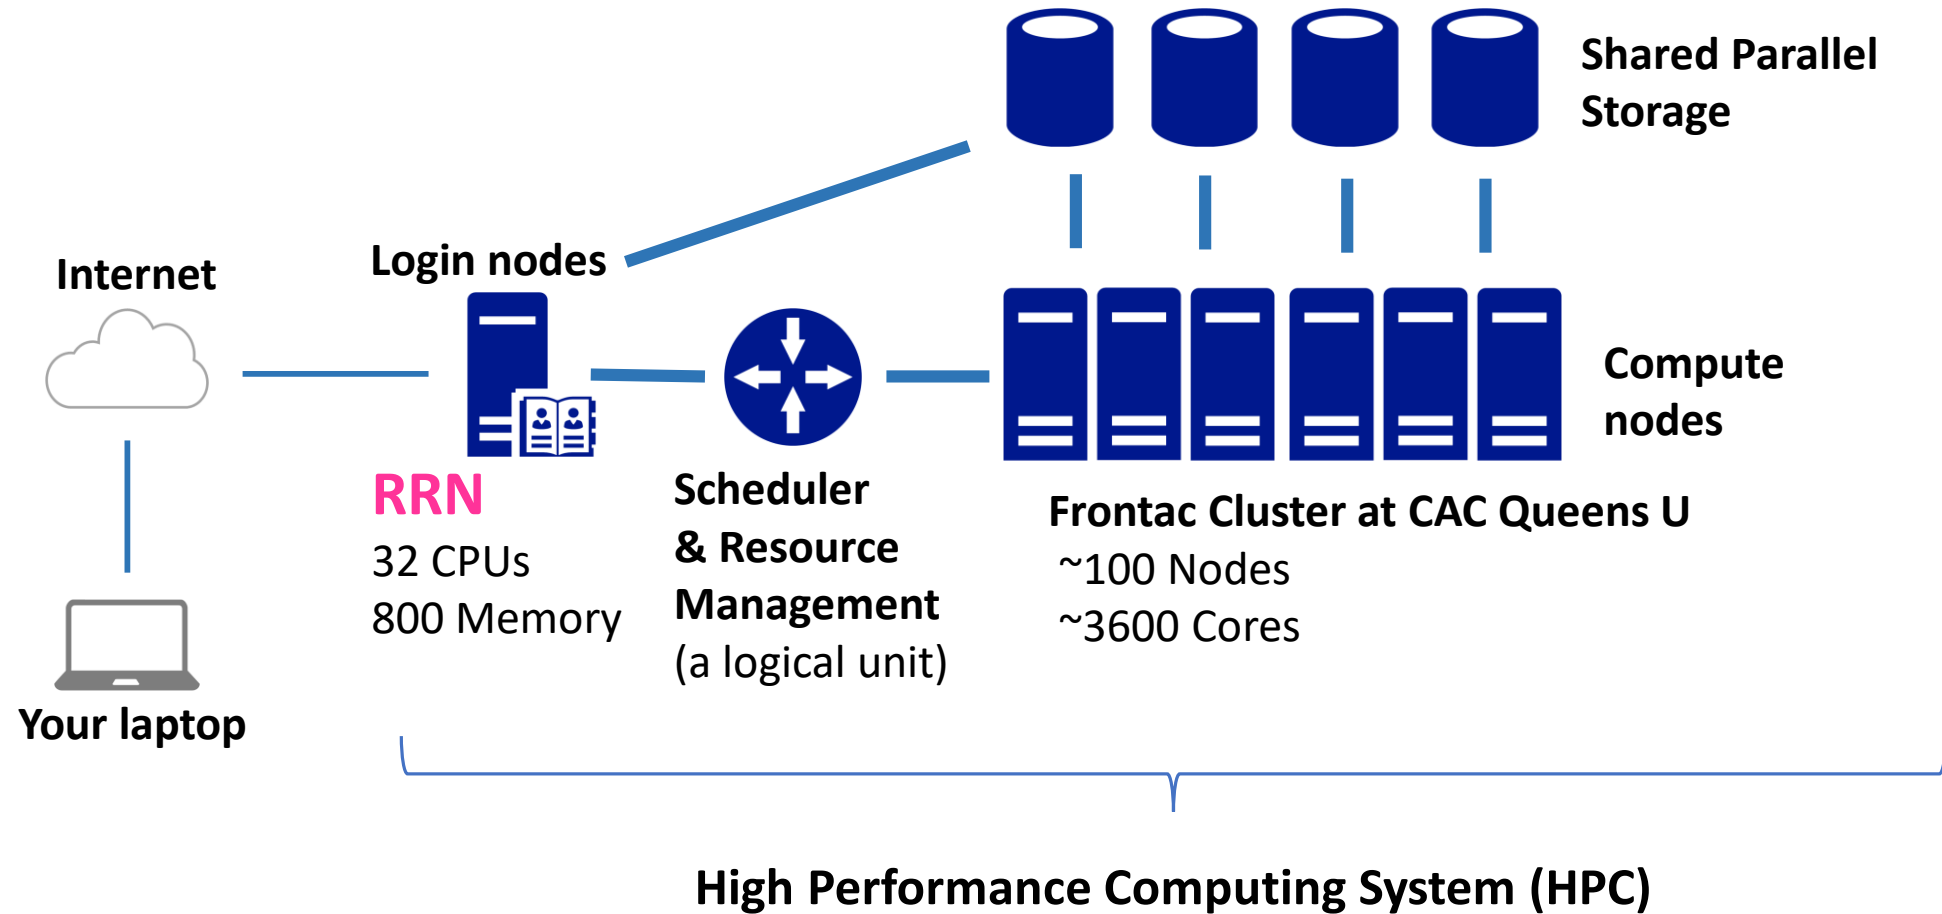 Shared Parallel
Storage
Internet
Login nodes
Compute
nodes
RRN
32 CPUs
800 Memory
Scheduler
& Resource
Management
(a logical unit)
Frontac Cluster at CAC Queens U
~100 Nodes
~3600 Cores
Your laptop
High Performance Computing System (HPC)